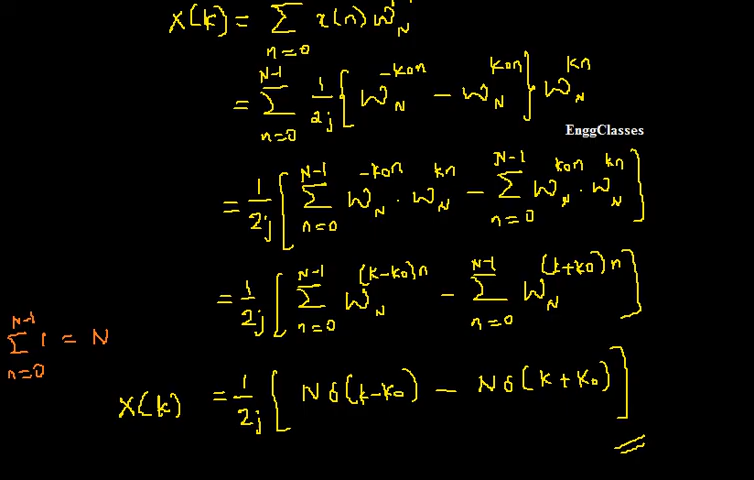 X(k) = ∑_{n=0} x(n) W_N
= ∑_{n=0}^{N-1} 1/2j { W_N^{-k0n} - W_N^{k0n} } W_N^{kn}
EnggClasses
= 1/2j [ ∑_{n=0}^{N-1} W_N^{-k0n} · W_N^{kn} - ∑_{n=0}^{N-1} W_N^{k0n} · W_N^{kn} ]
= 1/2j [ ∑_{n=0}^{N-1} W_N^{(k-k0)n} - ∑_{n=0}^{N-1} W_N^{(k+k0)n} ]
∑_{n=0}^{N-1} 1 = N
X(k) = 1/2j [ Nδ(k-k0) - Nδ(k+k0) ]